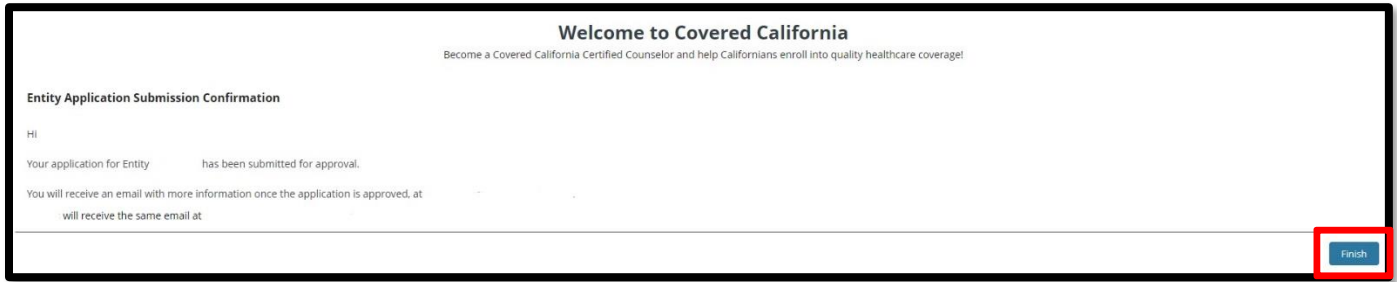 Welcome to Covered California
Become a Covered California Certified Counselor and help Californians enroll into quality healthcare coverage!
Entity Application Submission Confirmation
Hi
Your application for Entity has been submitted for approval.
You will receive an email with more information once the application is approved, at
will receive the same email at
Finish